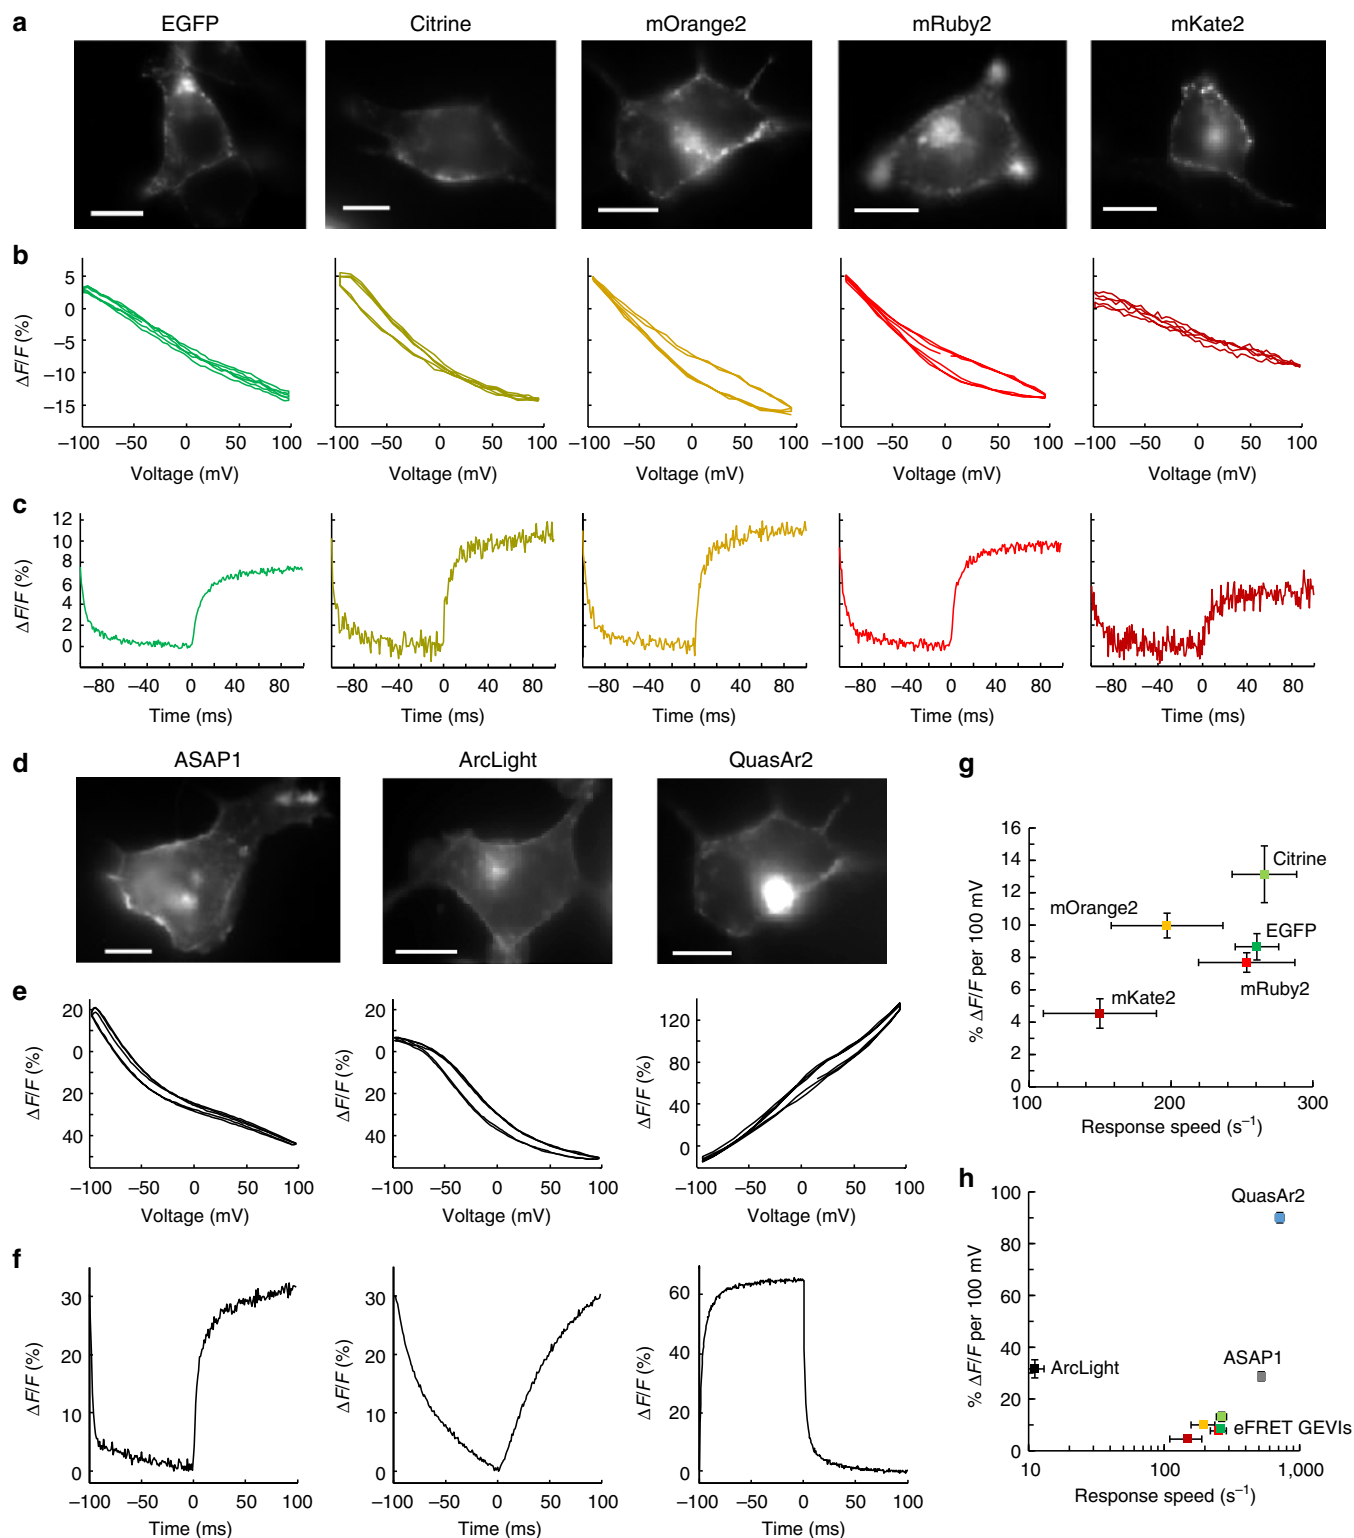 a
EGFP Citrine mOrange2 mRuby2 mKate2
b
ΔF/F (%)
5
0
−5
−10
−15
−100 −50 0 50 100 −100 −50 0 50 100 −100 −50 0 50 100 −100 −50 0 50 100 −100 −50 0 50 100
Voltage (mV) Voltage (mV) Voltage (mV) Voltage (mV) Voltage (mV)
c
ΔF/F (%)
12
10
8
6
4
2
0
−80 −40 0 40 80 −80 −40 0 40 80 −80 −40 0 40 80 −80 −40 0 40 80 −80 −40 0 40 80
Time (ms) Time (ms) Time (ms) Time (ms) Time (ms)
d
ASAP1 ArcLight QuasAr2
e
ΔF/F (%)
20
0
20
40
−100 −50 0 50 100
Voltage (mV)
ΔF/F (%)
20
0
20
40
−100 −50 0 50 100
Voltage (mV)
ΔF/F (%)
120
80
40
0
−100 −50 0 50 100
Voltage (mV)
f
ΔF/F (%)
30
20
10
0
−100 −50 0 50 100
Time (ms)
ΔF/F (%)
30
20
10
0
−100 −50 0 50 100
Time (ms)
ΔF/F (%)
60
40
20
0
−100 −50 0 50 100
Time (ms)
g
% ΔF/F per 100 mV
16
14
12
10
8
6
4
2
0
Citrine
mOrange2
EGFP
mRuby2
mKate2
100 200 300
Response speed (s−1)
h
% ΔF/F per 100 mV
100
80
60
40
20
0
QuasAr2
ArcLight
ASAP1
eFRET GEVIs
10 100 1,000
Response speed (s−1)